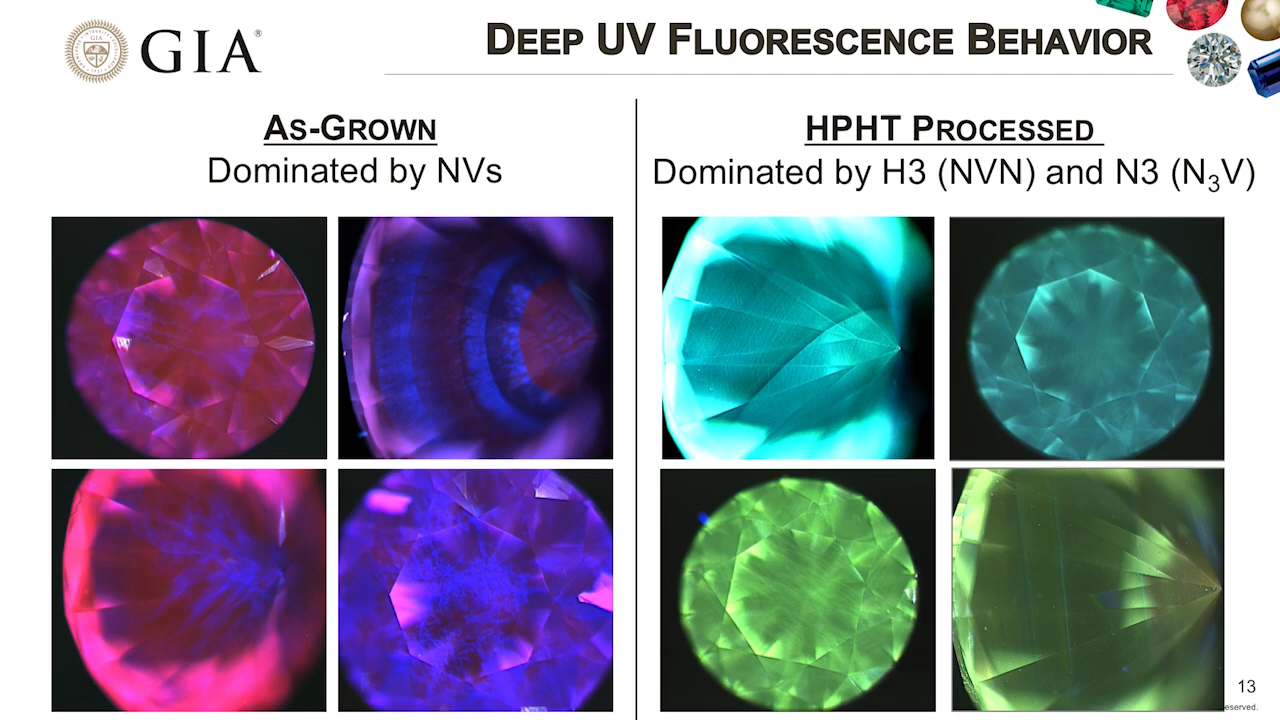 GIA®
DEEP UV FLUORESCENCE BEHAVIOR
AS-GROWN
Dominated by NVs
HPHT PROCESSED
Dominated by H3 (NVN) and N3 (N₃V)
13
eserved.